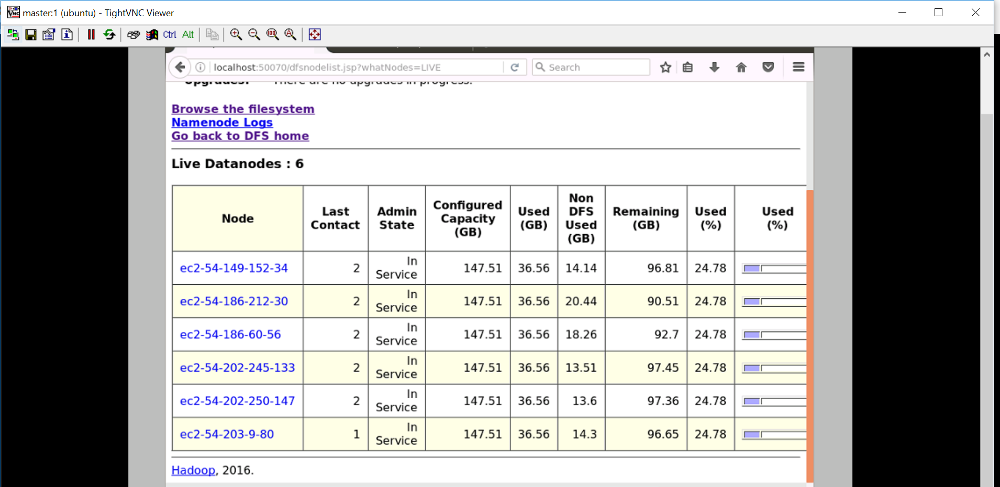 master:1 (ubuntu) - TightVNC Viewer
Ctrl Alt
localhost:50070/dfsnodelist.jsp?whatNodes=LIVE
Search
Upgrades: There are no upgrades in progress.
Browse the filesystem
Namenode Logs
Go back to DFS home
Live Datanodes : 6
Node Last Contact Admin State Configured Capacity (GB) Used (GB) Non DFS Used (GB) Remaining (GB) Used (%) Used (%)
ec2-54-149-152-34 2 In Service 147.51 36.56 14.14 96.81 24.78
ec2-54-186-212-30 2 In Service 147.51 36.56 20.44 90.51 24.78
ec2-54-186-60-56 2 In Service 147.51 36.56 18.26 92.7 24.78
ec2-54-202-245-133 2 In Service 147.51 36.56 13.51 97.45 24.78
ec2-54-202-250-147 2 In Service 147.51 36.56 13.6 97.36 24.78
ec2-54-203-9-80 1 In Service 147.51 36.56 14.3 96.65 24.78
Hadoop, 2016.